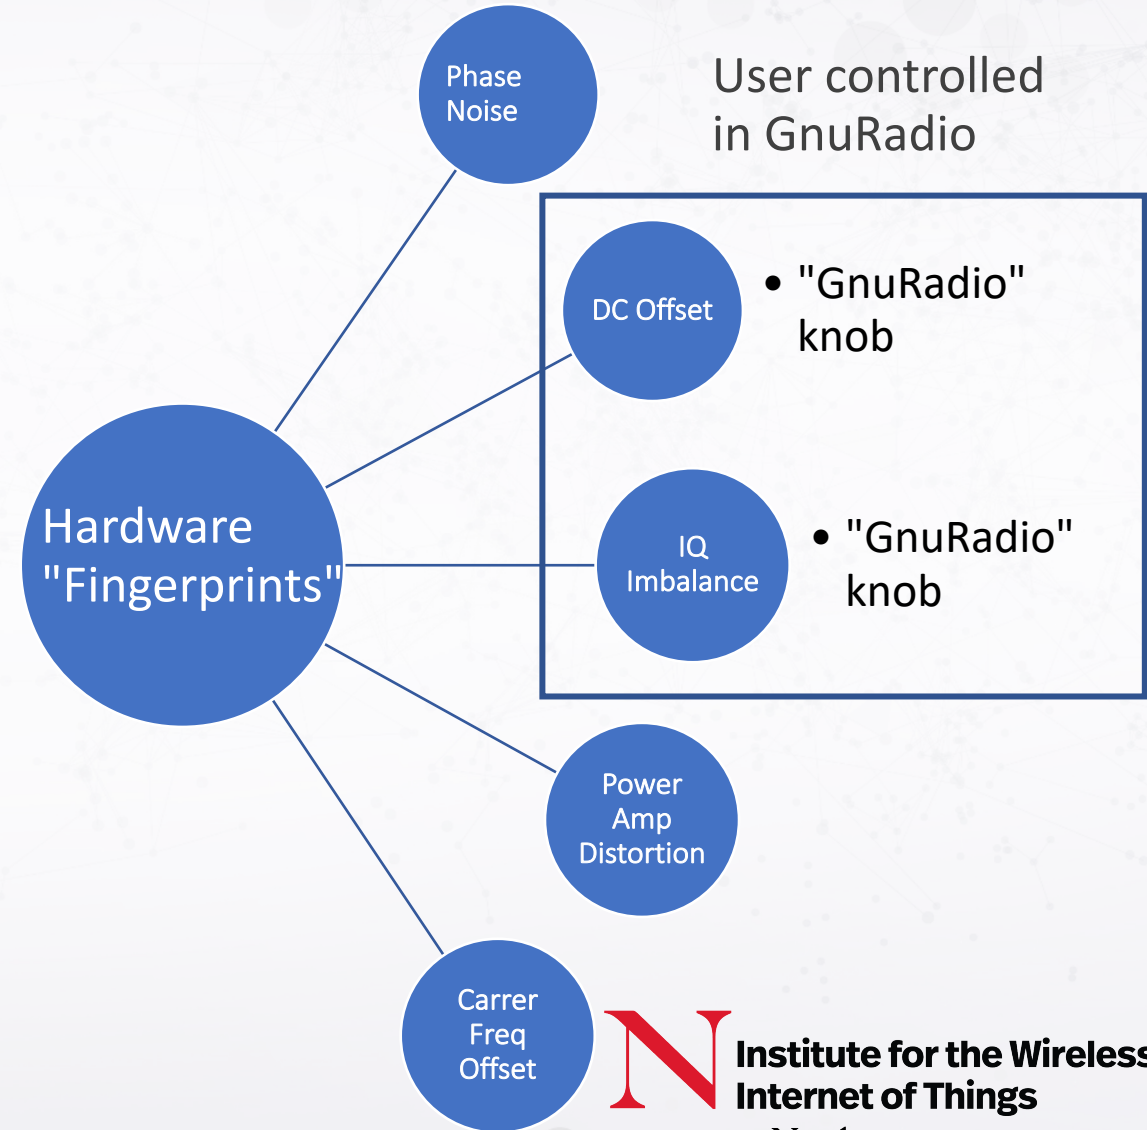 Phase
Noise
User controlled
in GnuRadio
DC Offset
• "GnuRadio"
knob
Hardware
"Fingerprints"
IQ
Imbalance
• "GnuRadio"
knob
Power
Amp
Distortion
Carrer
Freq
Offset
N
Institute for the Wireless
Internet of Things